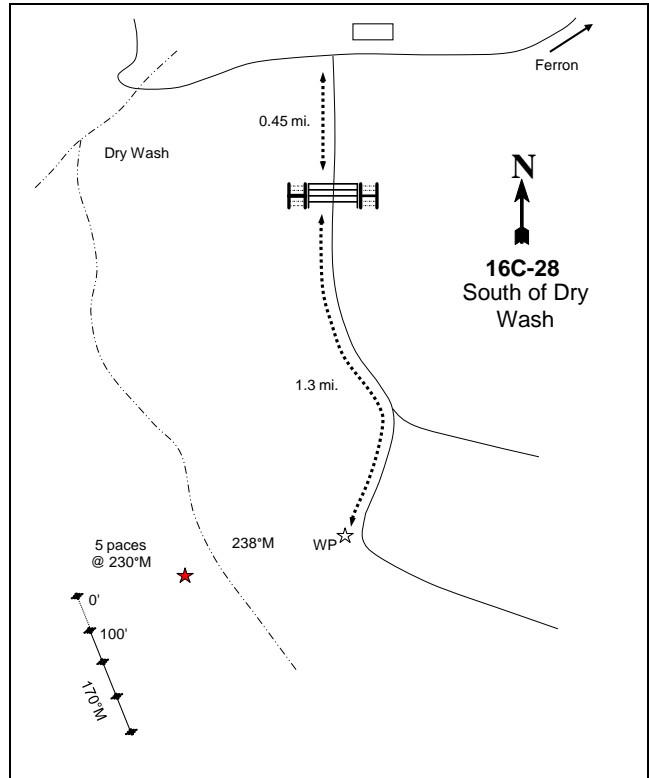 Ferron
0.45 mi.
Dry Wash
N
16C-28
South of Dry
Wash
1.3 mi.
5 paces
@ 230°M
238°M
WP
0'
100'
170°M